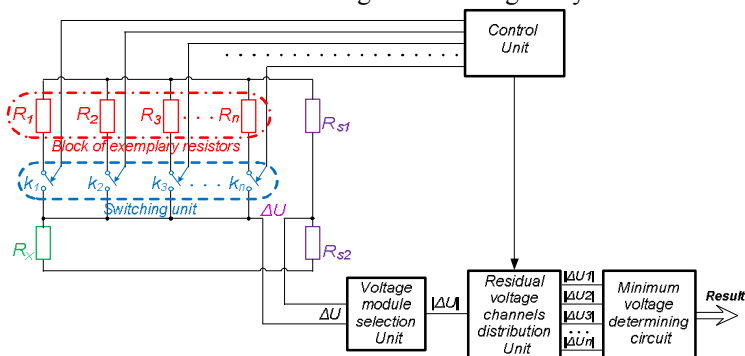 Control
Unit
R1
R2
R3
Rn
Rs1
Block of exemplary resistors
k1
k2
k3
kn
Switching unit
ΔU
Rx
Rs2
Voltage
module
selection
Unit
ΔU
|ΔU|
Residual
voltage
channels
distribution
Unit
|ΔU1|
|ΔU2|
|ΔU3|
...
|ΔUn|
Minimum
voltage
determining
circuit
Result